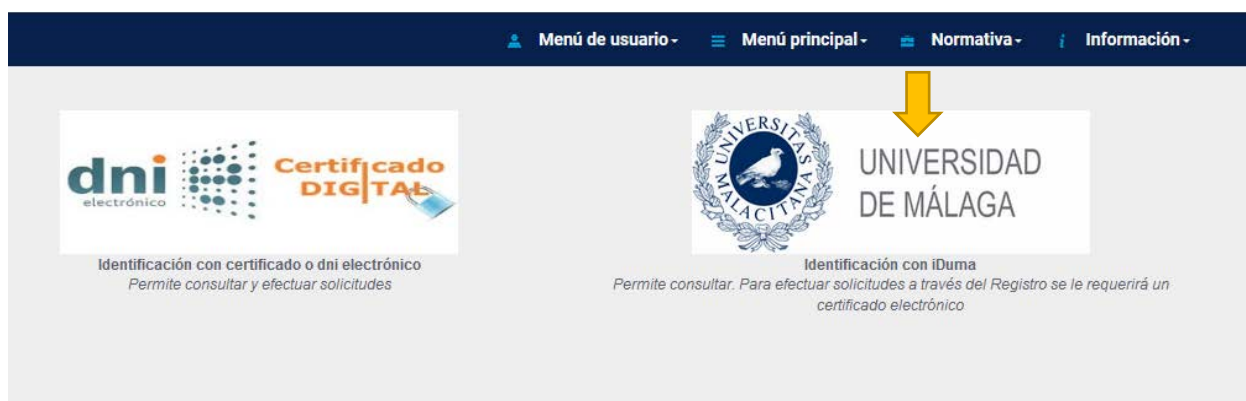 Menú de usuario
Menú principal
Normativa
Información
dni
electrónico
Certificado
DIGITAL
Identificación con certificado o dni electrónico
Permite consultar y efectuar solicitudes
UNIVERSITAS MALACITANA
UNIVERSIDAD
DE MÁLAGA
Identificación con iDuma
Permite consultar. Para efectuar solicitudes a través del Registro se le requerirá un
certificado electrónico